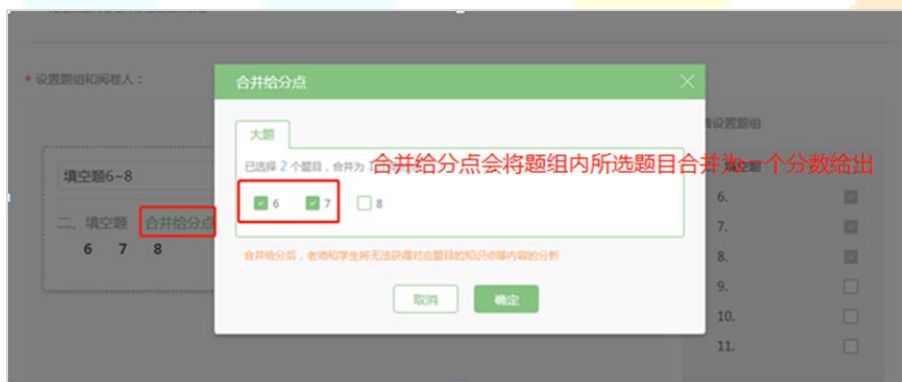 * 设置题组和阅卷人：
合并给分点
设置题组
大题
已选择 2 个题目，合并为 1
合并给分点会将题组内所选题目合并为一个分数给出
填空题6~8
6 7 8
6.
二、填空题 合并给分点
7.
6 7 8
8.
合并给分后，老师和学生将无法获得对应题目的知识点等内容的分析
9.
取消 确定
10.
11.